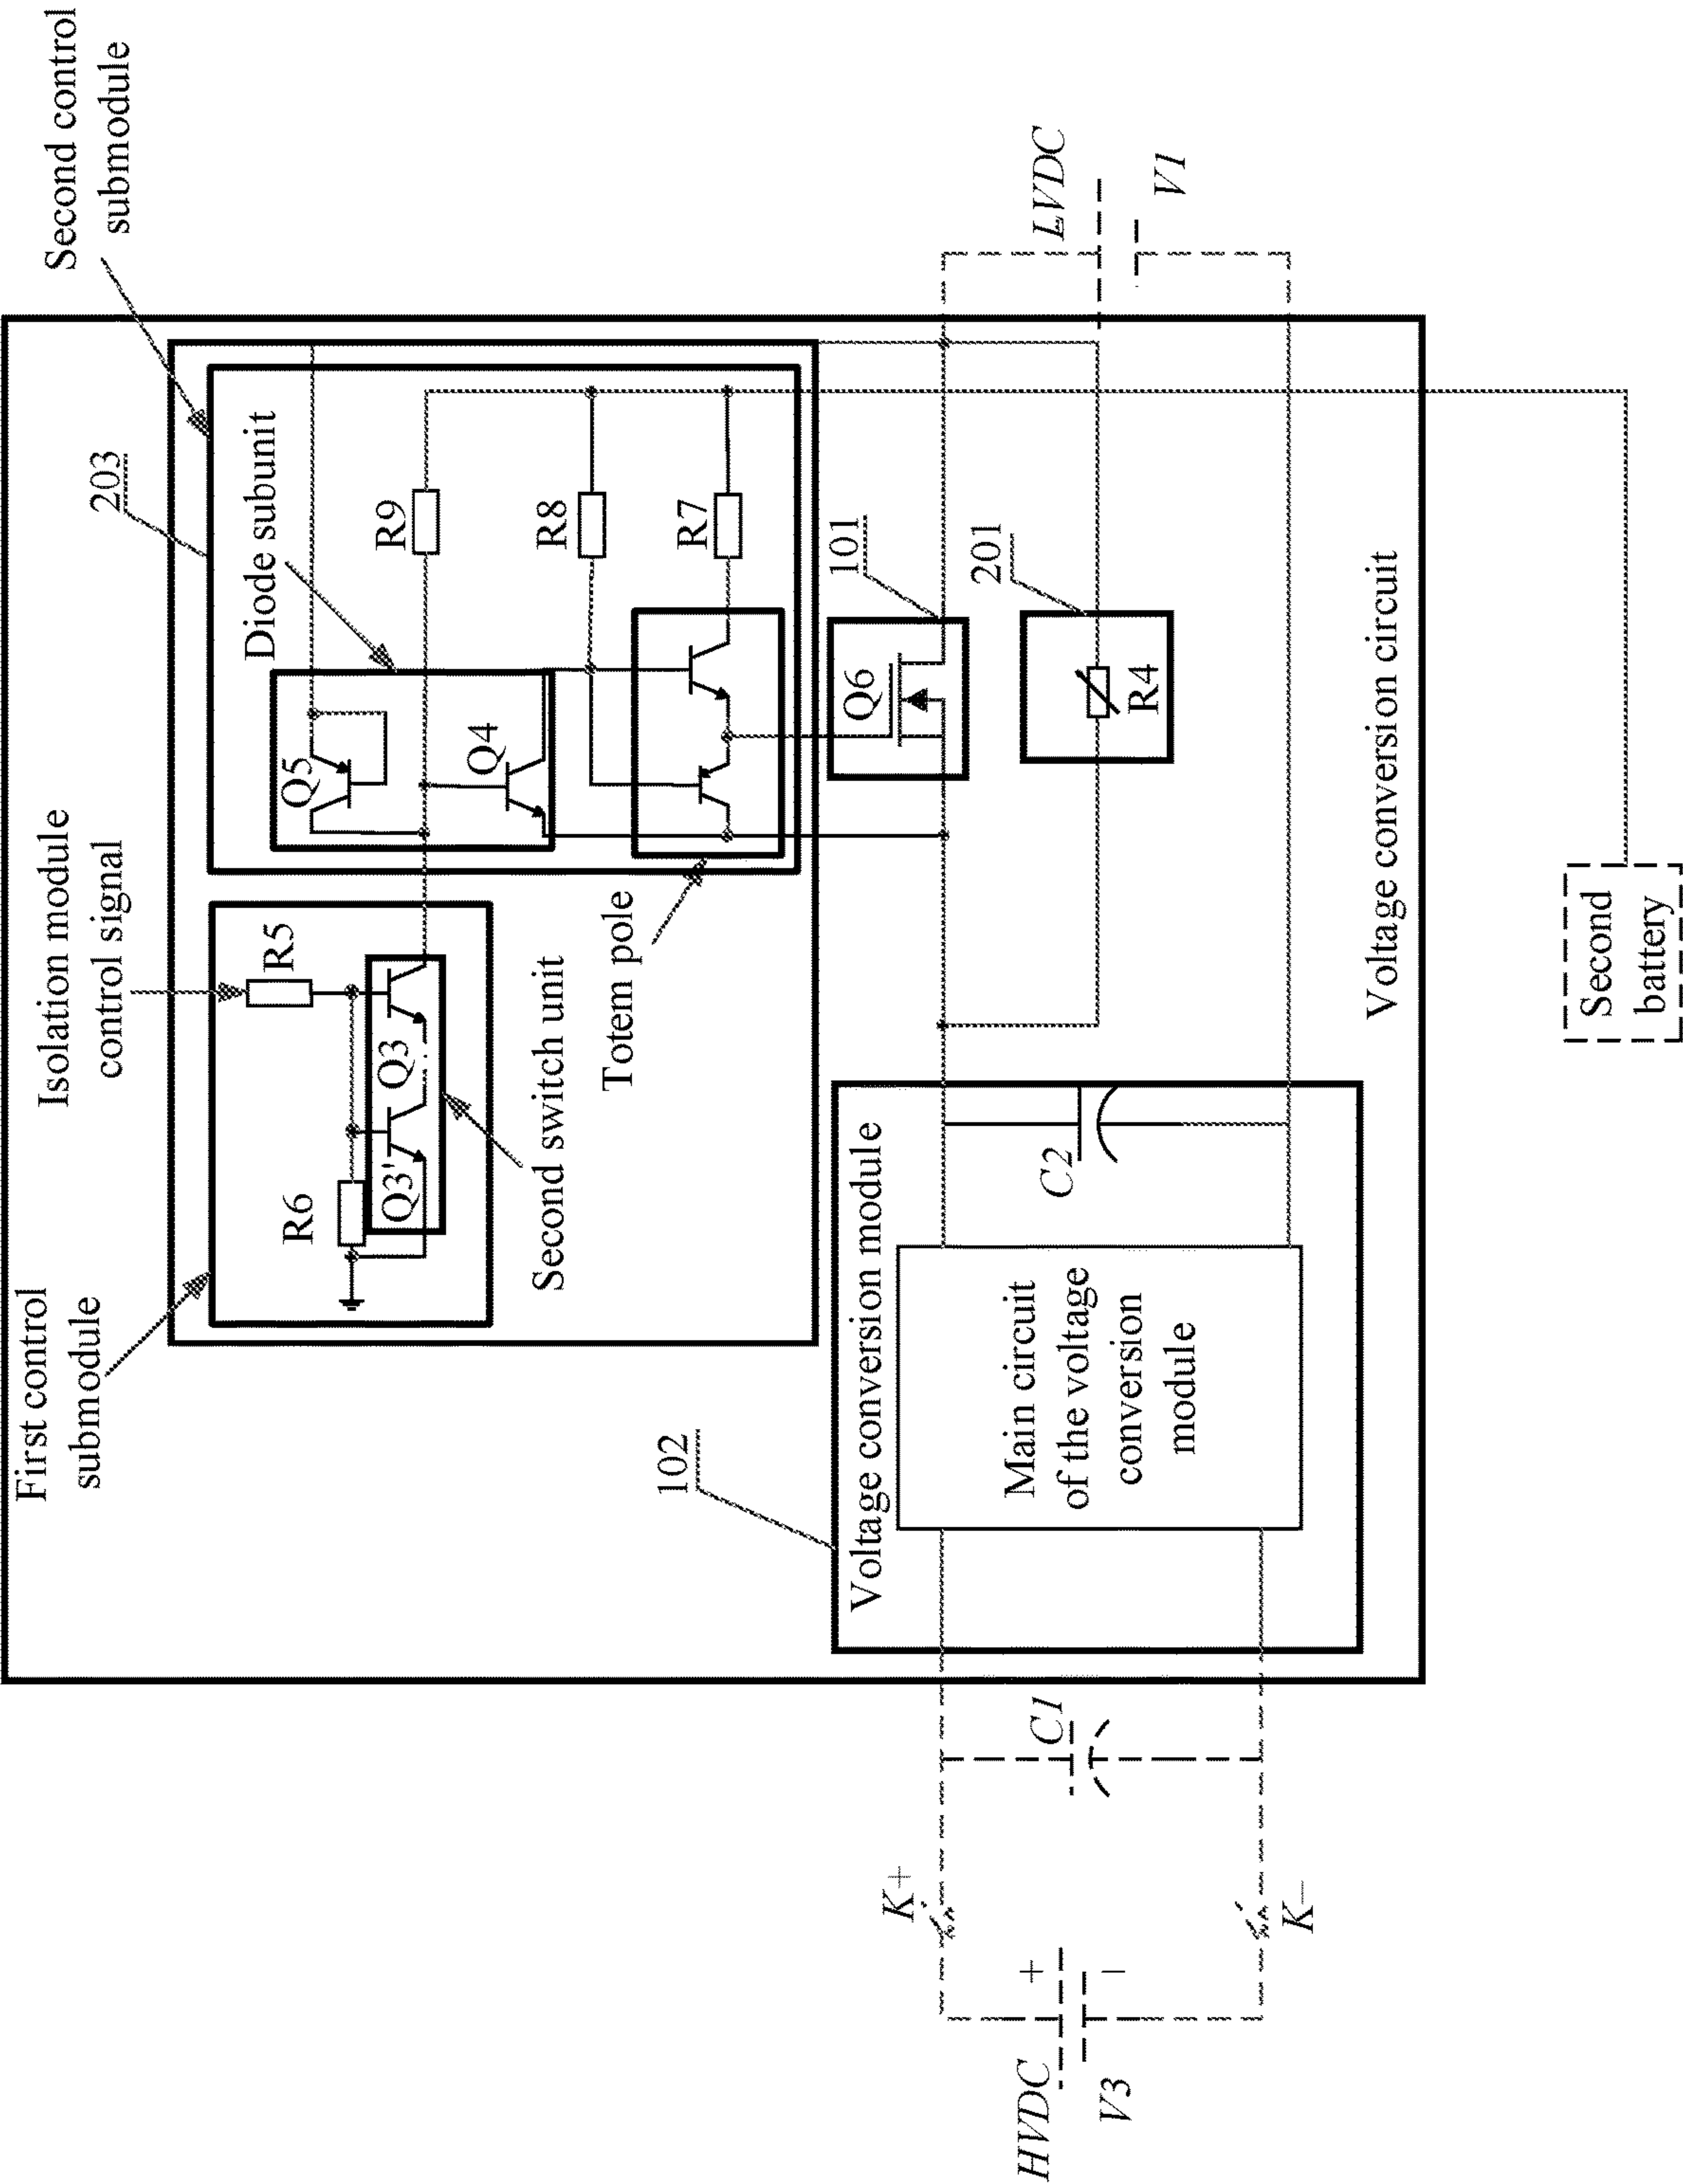 First control
submodule
Isolation module
control signal
Second control
submodule
203
Diode subunit
R5
R6
Q3'
Q3
Second switch unit
Q5
Q4
R9
R8
R7
Totem pole
101
Q6
201
R4
102
Voltage conversion module
Main circuit
of the voltage
conversion
module
C2
Voltage conversion circuit
HVDC
+
−
V3
K+
K−
C1
LVDC
V1
Second
battery